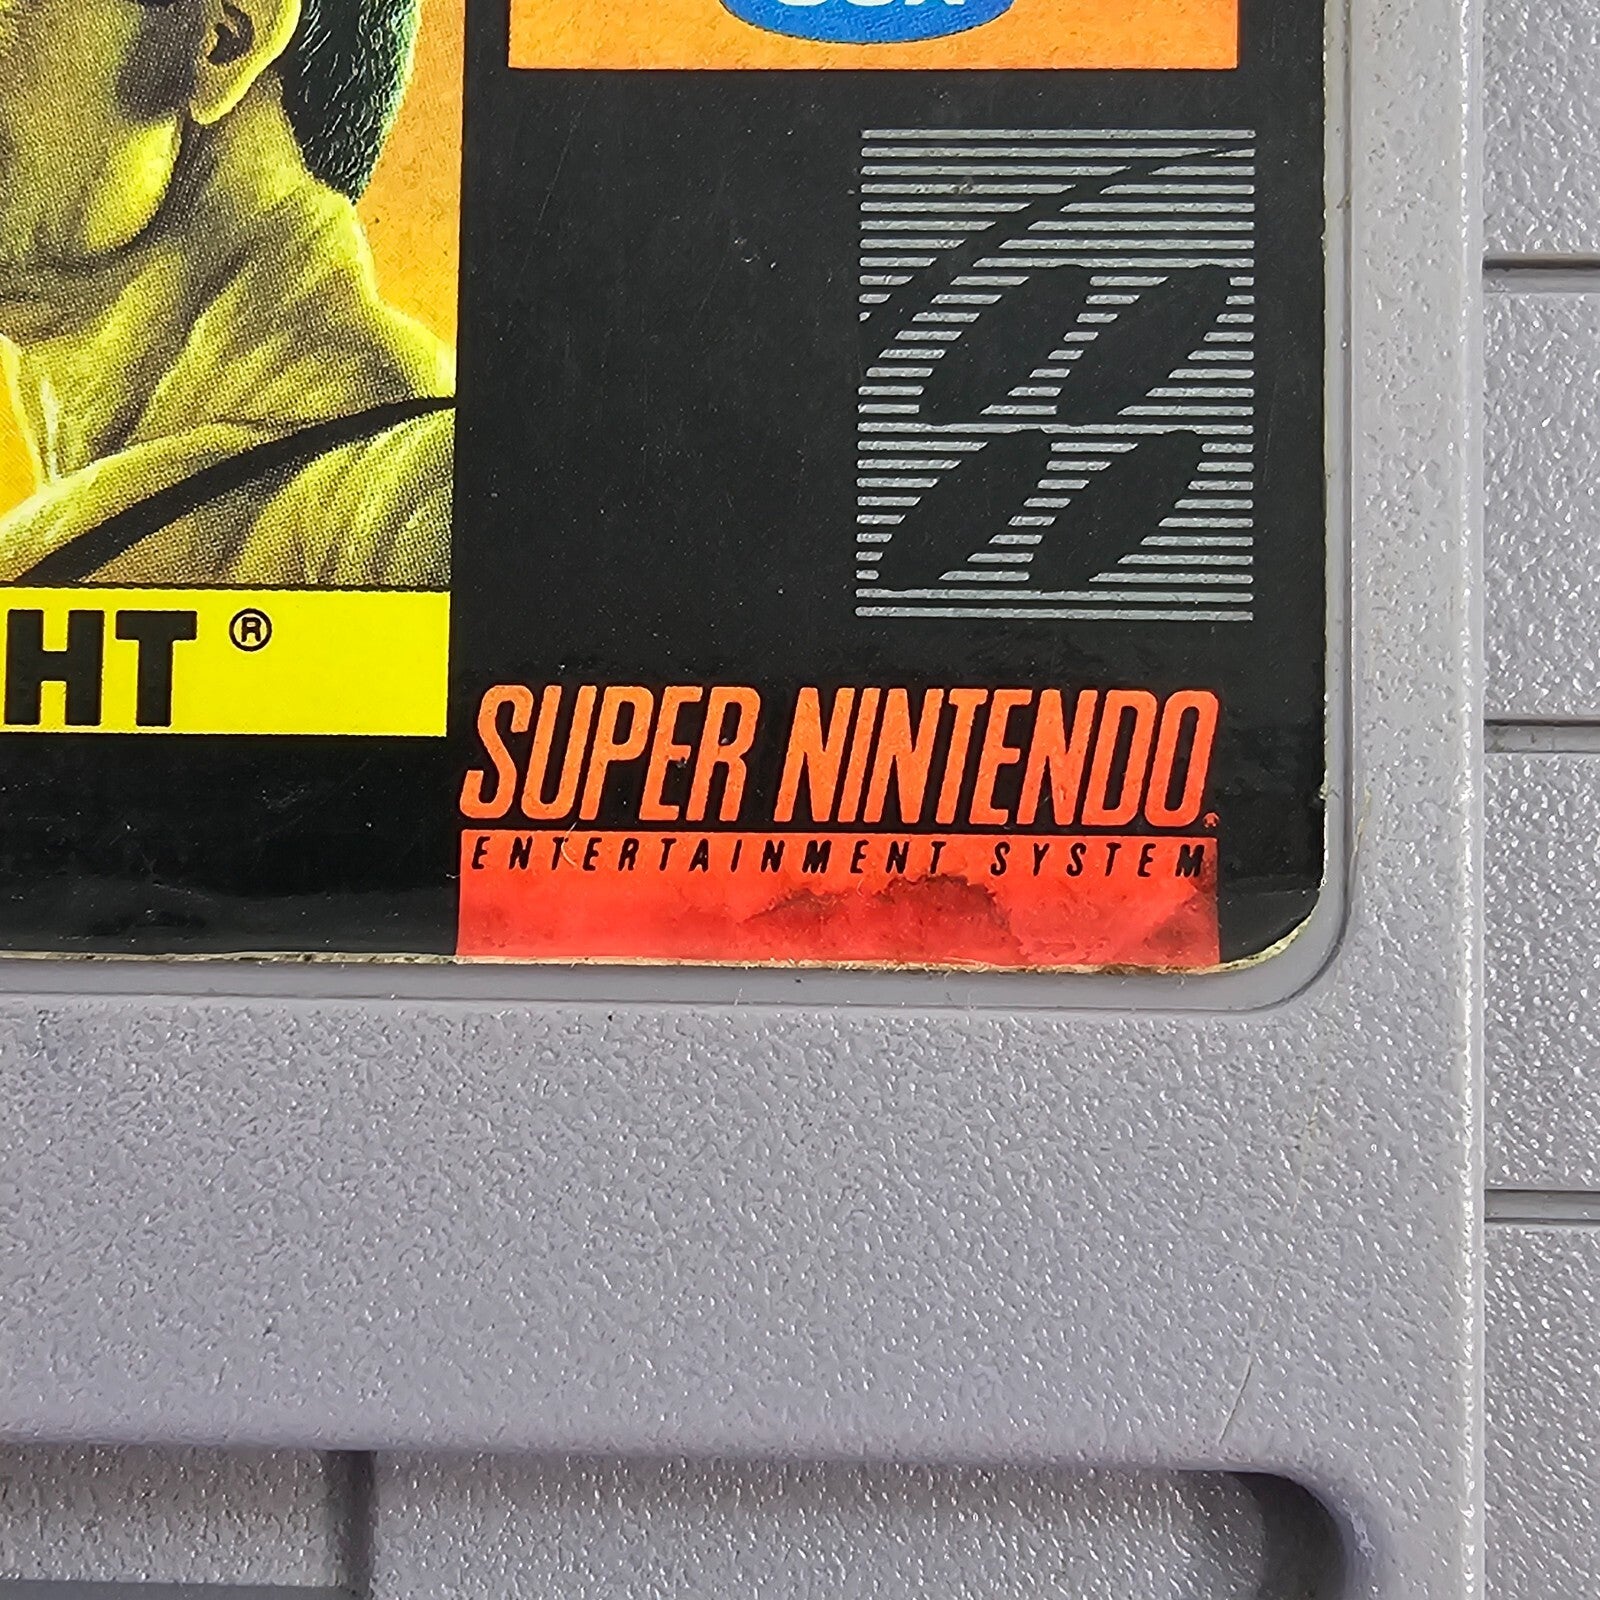 HT ®
SUPER NINTENDO
ENTERTAINMENT SYSTEM